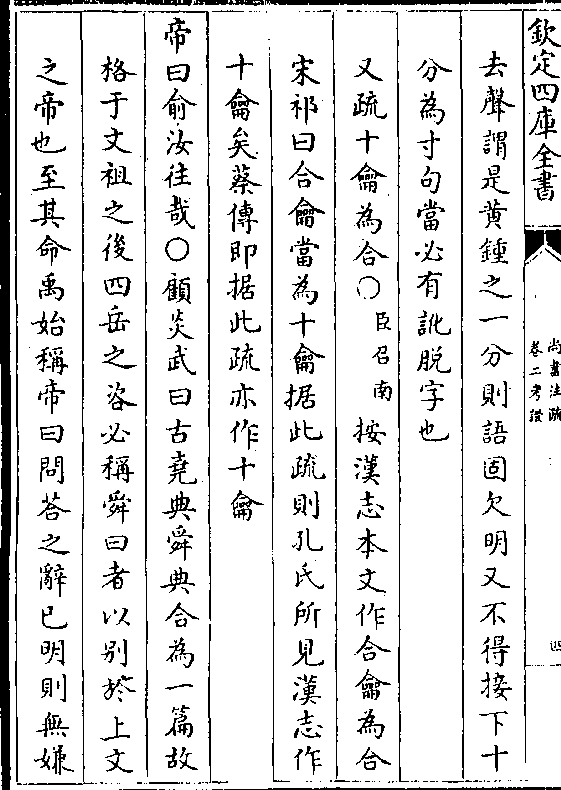 欽定四庫全書
尚書注疏
卷二考證
四
去聲謂是黄鍾之一分則語固欠明又不得接下十
分為寸句當必有訛脫字也
又疏十龠為合○臣召南按漢志本文作合龠為合
宋祁曰合龠當為十龠据此疏則孔氏所見漢志作
十龠矣蔡傳即据此疏亦作十龠
帝曰俞汝往哉○顧炎武曰古堯典舜典合為一篇故
格于文祖之後四岳之咨必稱舜曰者以别於上文
之帝也至其命禹始稱帝曰問荅之辭已明則無嫌